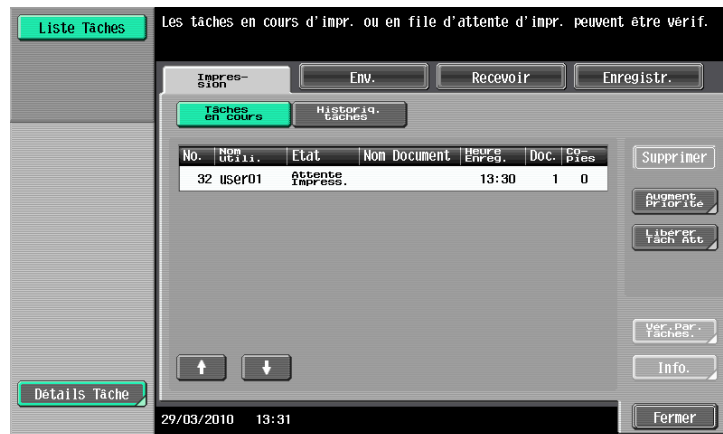 Liste Tâches
Les tâches en cours d'impr. ou en file d'attente d'impr. peuvent être vérif.
Impres-
sion
Env.
Recevoir
Enregistr.
Tâches
en cours
Historiq.
tâches
No. Nom utili. Etat Nom Document Heure Enreg. Doc. Co-pies
32 user01 Attente Impress. 13:30 1 0
Supprimer
Augment
Priorité
Libérer
Tâch Att
Vér.Par.
Tâches.
Info.
Détails Tâche
29/03/2010 13:31
Fermer